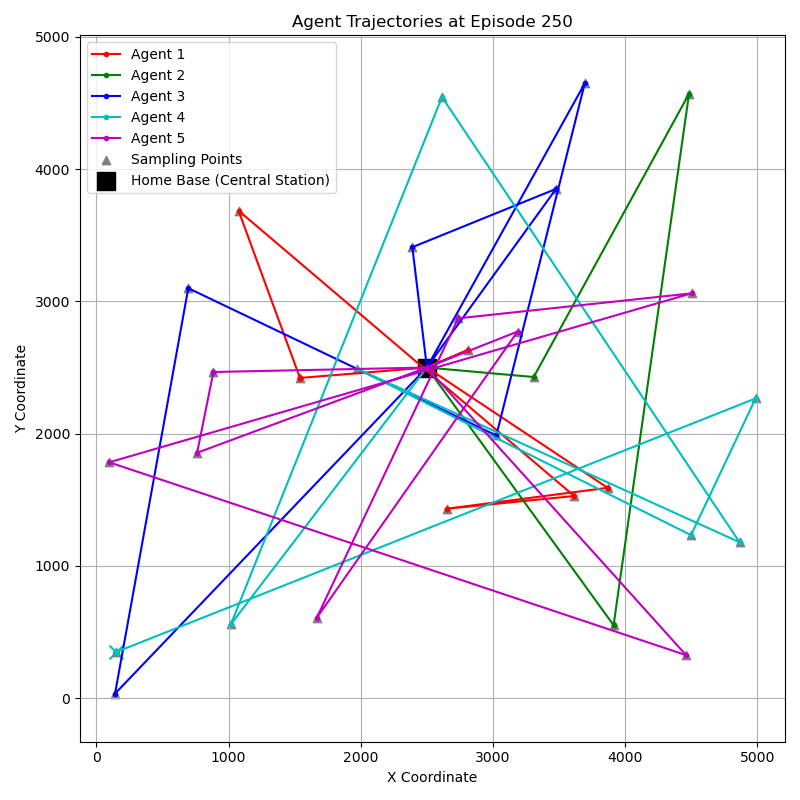 Agent Trajectories at Episode 250
Agent 1
Agent 2
Agent 3
Agent 4
Agent 5
Sampling Points
Home Base (Central Station)
5000
4000
3000
2000
1000
0
Y Coordinate
0 1000 2000 3000 4000 5000
X Coordinate